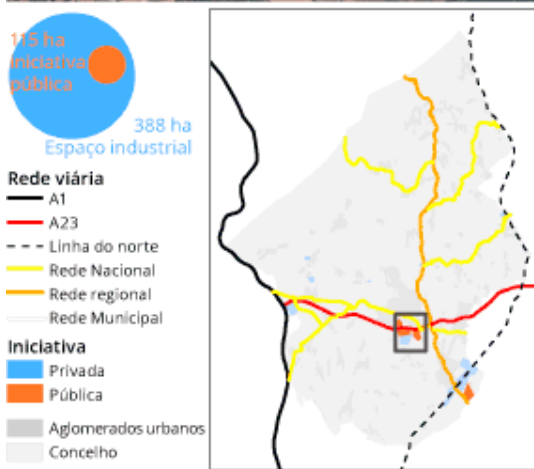 115 ha
iniciativa
pública
388 ha
Espaço industrial
Rede viária
A1
A23
Linha do norte
Rede Nacional
Rede regional
Rede Municipal
Iniciativa
Privada
Pública
Aglomerados urbanos
Concelho